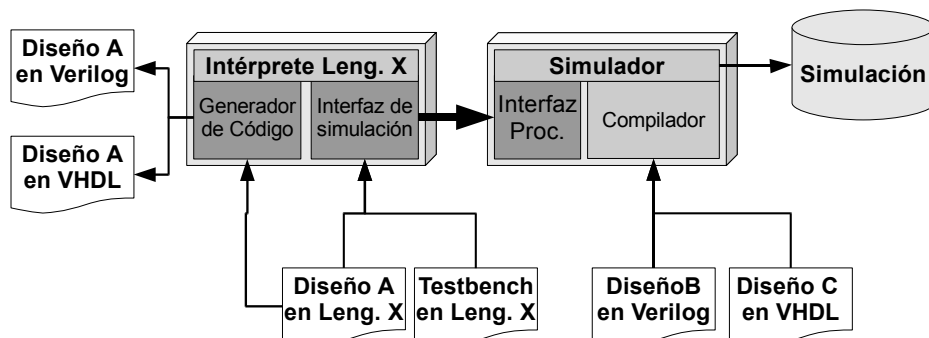 Diseño A
en Verilog
Diseño A
en VHDL
Intérprete Leng. X
Generador
de Código
Interfaz de
simulación
Simulador
Interfaz
Proc.
Compilador
Simulación
Diseño A
en Leng. X
Testbench
en Leng. X
DiseñoB
en Verilog
Diseño C
en VHDL